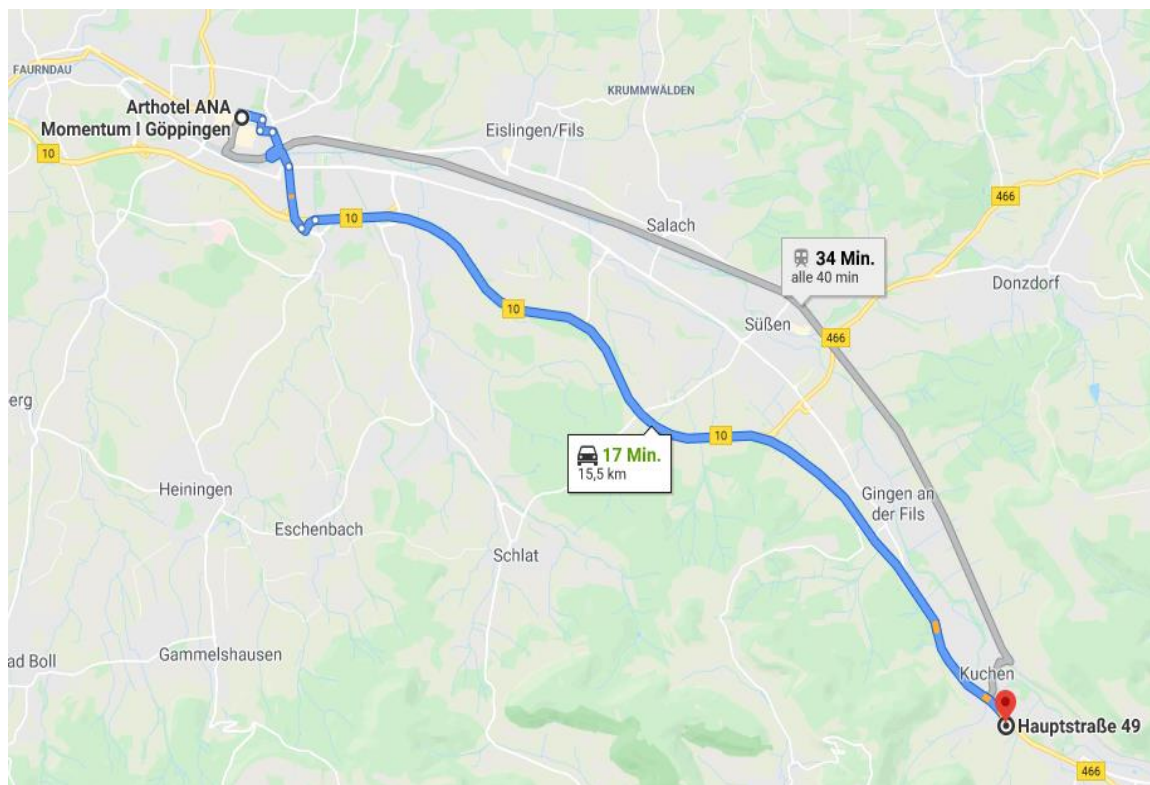 FAURNDAU
Arthotel ANA
Momentum I Göppingen
10
KRUMMWÄLDEN
Eislingen/Fils
466
10
Salach
34 Min.
alle 40 min
Donzdorf
10
Süßen
466
erg
10
17 Min.
15,5 km
Heiningen
Gingen an
der Fils
Eschenbach
Schlat
ad Boll
Gammelshausen
Kuchen
Hauptstraße 49
466